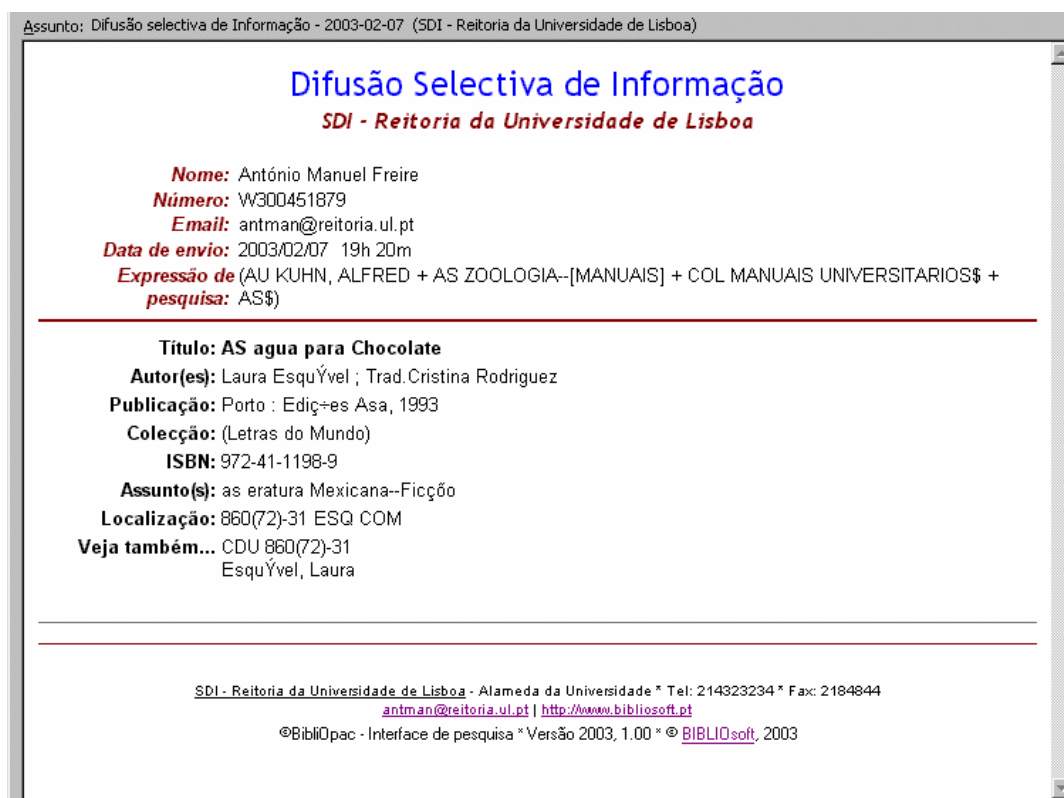 Assunto: Difusão selectiva de Informação - 2003-02-07 (SDI - Reitoria da Universidade de Lisboa)
Difusão Selectiva de Informação
SDI - Reitoria da Universidade de Lisboa
Nome: António Manuel Freire
Número: W300451879
Email: antman@reitoria.ul.pt
Data de envio: 2003/02/07 19h 20m
Expressão de (AU KUHN, ALFRED + AS ZOOLOGIA--[MANUAIS] + COL MANUAIS UNIVERSITARIOS$ +
pesquisa: AS$)
Título: AS agua para Chocolate
Autor(es): Laura EsquÝvel ; Trad.Cristina Rodriguez
Publicação: Porto : Ediç÷es Asa, 1993
Colecção: (Letras do Mundo)
ISBN: 972-41-1198-9
Assunto(s): as eratura Mexicana--Ficçõo
Localização: 860(72)-31 ESQ COM
Veja também... CDU 860(72)-31
EsquÝvel, Laura
SDI - Reitoria da Universidade de Lisboa - Alameda da Universidade * Tel: 214323234 * Fax: 2184844
antman@reitoria.ul.pt | http://www.bibliosoft.pt
©BibliOpac - Interface de pesquisa * Versão 2003, 1.00 * © BIBLIOsoft, 2003